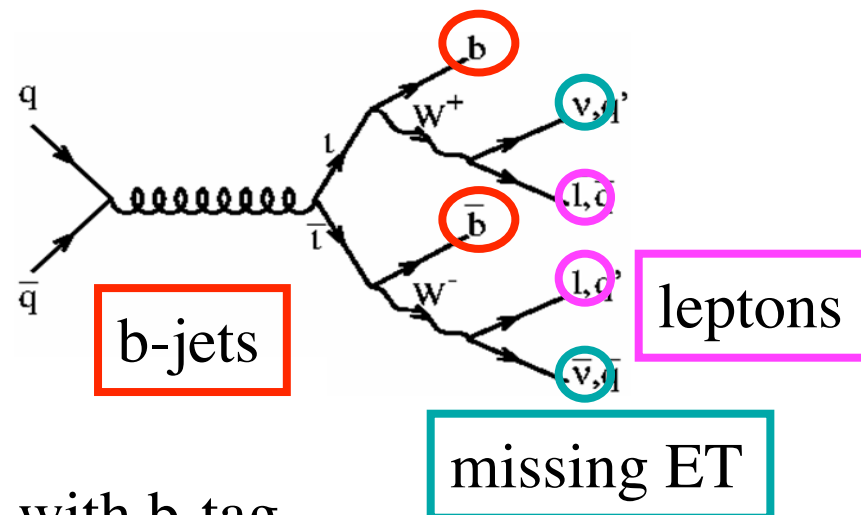 b
q
W⁺
ν,q'
t
l,q̅
b̅
t̅
q̅
W⁻
l,q'
leptons
b-jets
ν̅,q̅
missing ET
with b-tag